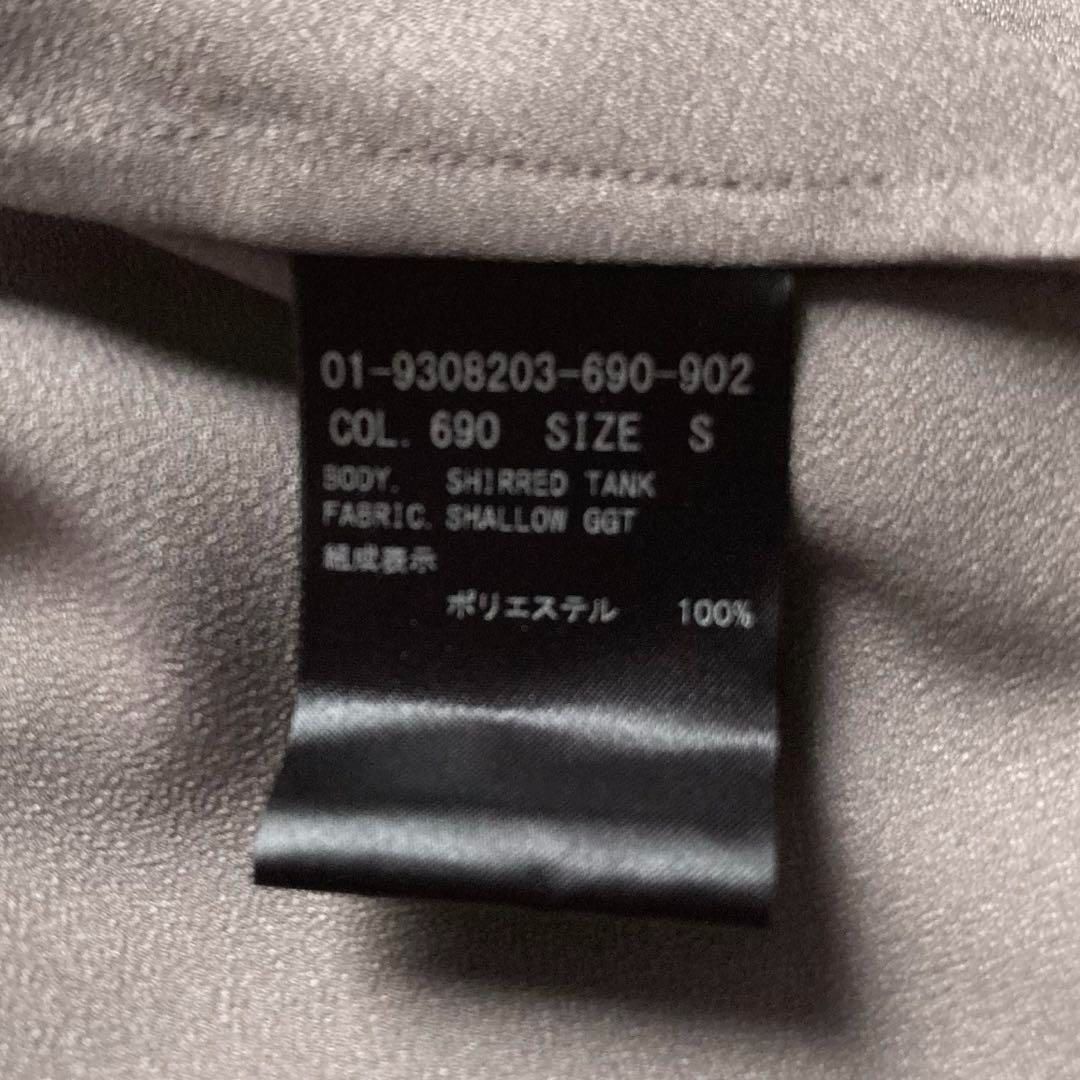 01-9308203-690-902
COL. 690 SIZE S
BODY. SHIRRED TANK
FABRIC. SHALLOW GGT
組成表示
ポリエステル 100%